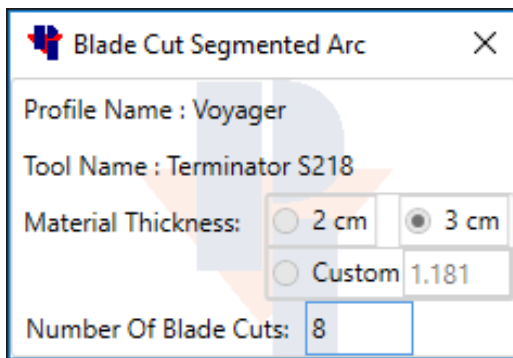 Blade Cut Segmented Arc
Profile Name : Voyager
Tool Name : Terminator S218
Material Thickness: 2 cm 3 cm
Custom 1.181
Number Of Blade Cuts: 8